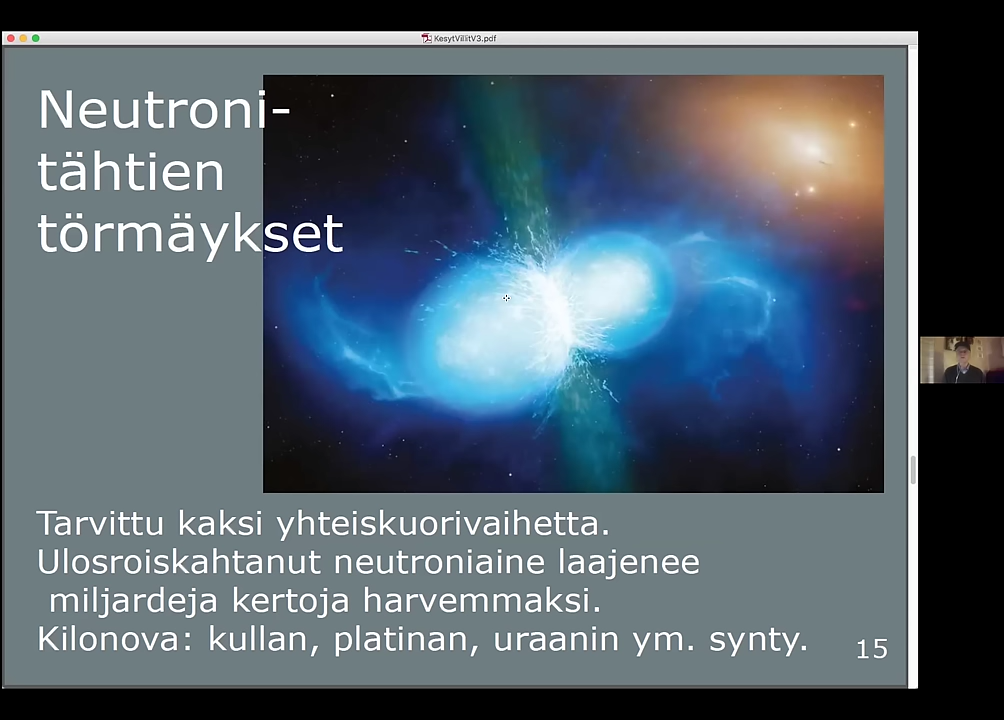 KesytVillitV3.pdf
Neutroni-
tähtien
törmäykset
Tarvittu kaksi yhteiskuorivaihetta.
Ulosroiskahtanut neutroniaine laajenee
miljardeja kertoja harvemmaksi.
Kilonova: kullan, platinan, uraanin ym. synty.
15